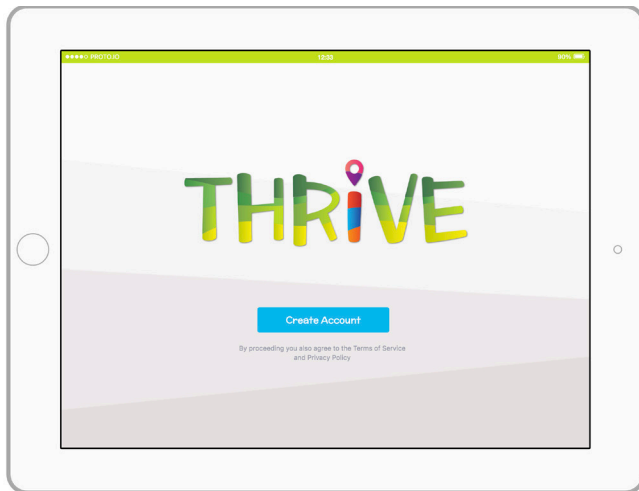 PROTO.IO 12:33 80%
THRiVE
Create Account
By proceeding you also agree to the Terms of Service
and Privacy Policy